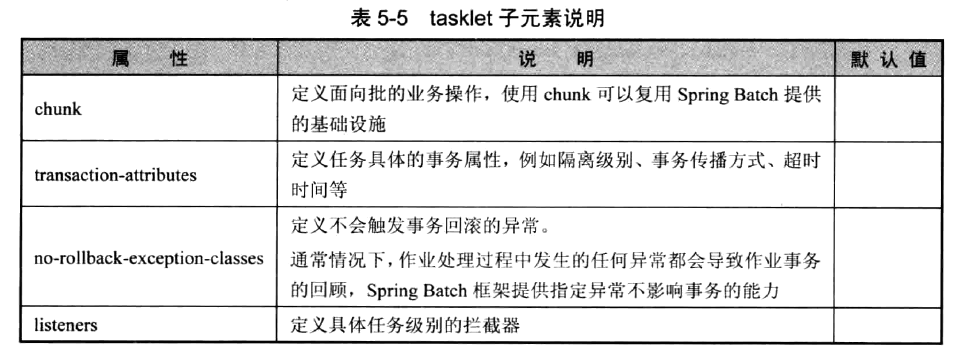 表 5-5 tasklet 子元素说明
属 性 说 明 默 认 值
chunk 定义面向批的业务操作，使用 chunk 可以复用 Spring Batch 提供
的基础设施
transaction-attributes 定义任务具体的事务属性，例如隔离级别、事务传播方式、超时
时间等
定义不会触发事务回滚的异常。
no-rollback-exception-classes 通常情况下，作业处理过程中发生的任何异常都会导致作业事务
的回顾，Spring Batch 框架提供指定异常不影响事务的能力
listeners 定义具体任务级别的拦截器